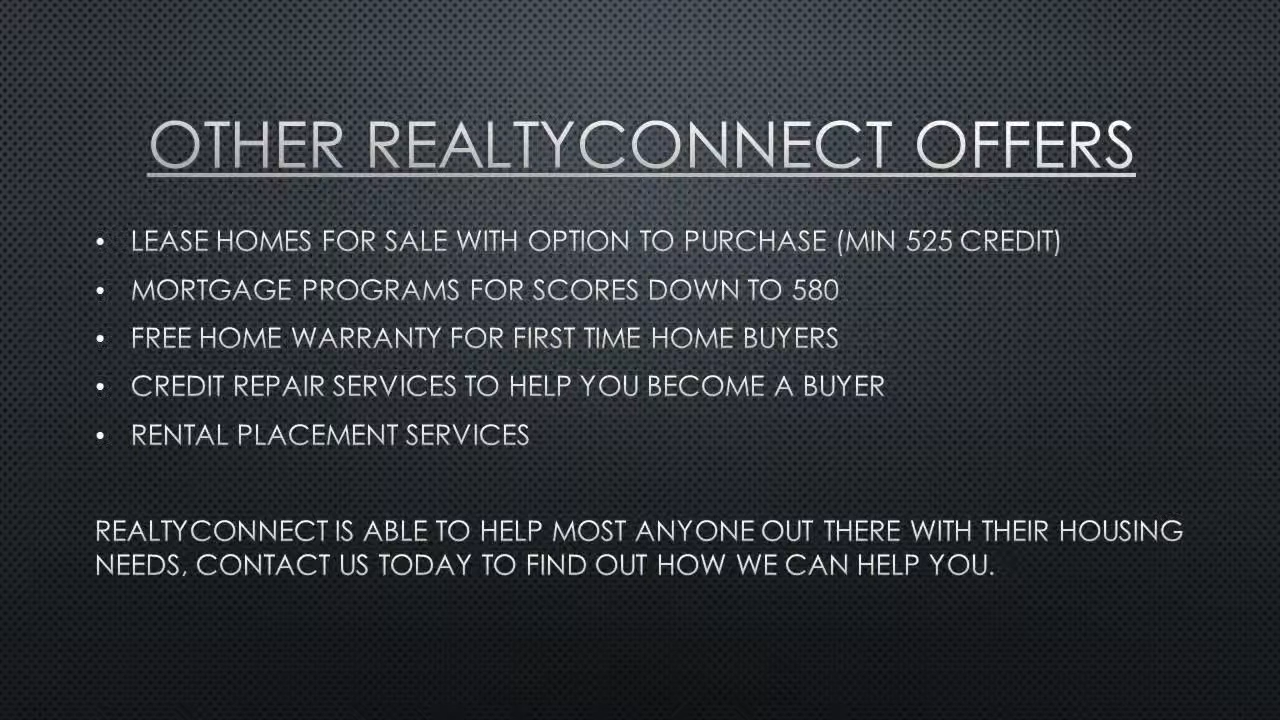 OTHER REALTYCONNECT OFFERS
• LEASE HOMES FOR SALE WITH OPTION TO PURCHASE (MIN 525 CREDIT)
• MORTGAGE PROGRAMS FOR SCORES DOWN TO 580
• FREE HOME WARRANTY FOR FIRST TIME HOME BUYERS
• CREDIT REPAIR SERVICES TO HELP YOU BECOME A BUYER
• RENTAL PLACEMENT SERVICES
REALTYCONNECT IS ABLE TO HELP MOST ANYONE OUT THERE WITH THEIR HOUSING
NEEDS, CONTACT US TODAY TO FIND OUT HOW WE CAN HELP YOU.